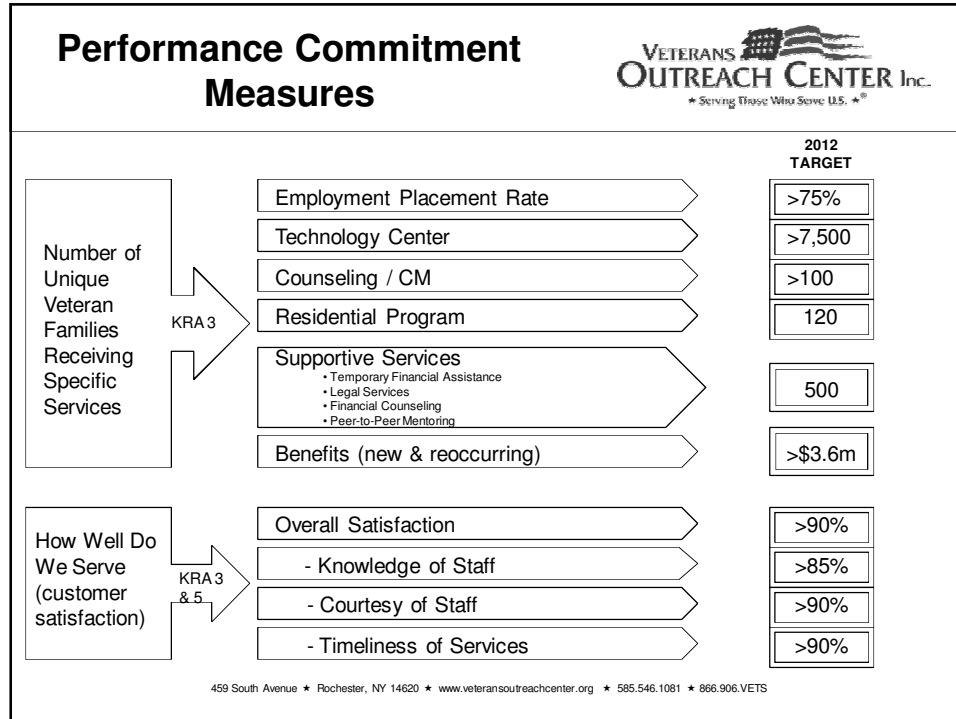 Performance Commitment
Measures
VETERANS
OUTREACH CENTER Inc.
★ Serving Those Who Serve U.S. ★®
2012
TARGET
Number of
Unique
Veteran
Families
Receiving
Specific
Services
KRA 3
Employment Placement Rate
>75%
Technology Center
>7,500
Counseling / CM
>100
Residential Program
120
Supportive Services
• Temporary Financial Assistance
• Legal Services
• Financial Counseling
• Peer-to-Peer Mentoring
500
Benefits (new & reoccurring)
>$3.6m
How Well Do
We Serve
(customer
satisfaction)
KRA 3
& 5
Overall Satisfaction
>90%
- Knowledge of Staff
>85%
- Courtesy of Staff
>90%
- Timeliness of Services
>90%
459 South Avenue ★ Rochester, NY 14620 ★ www.veteransoutreachcenter.org ★ 585.546.1081 ★ 866.906.VETS